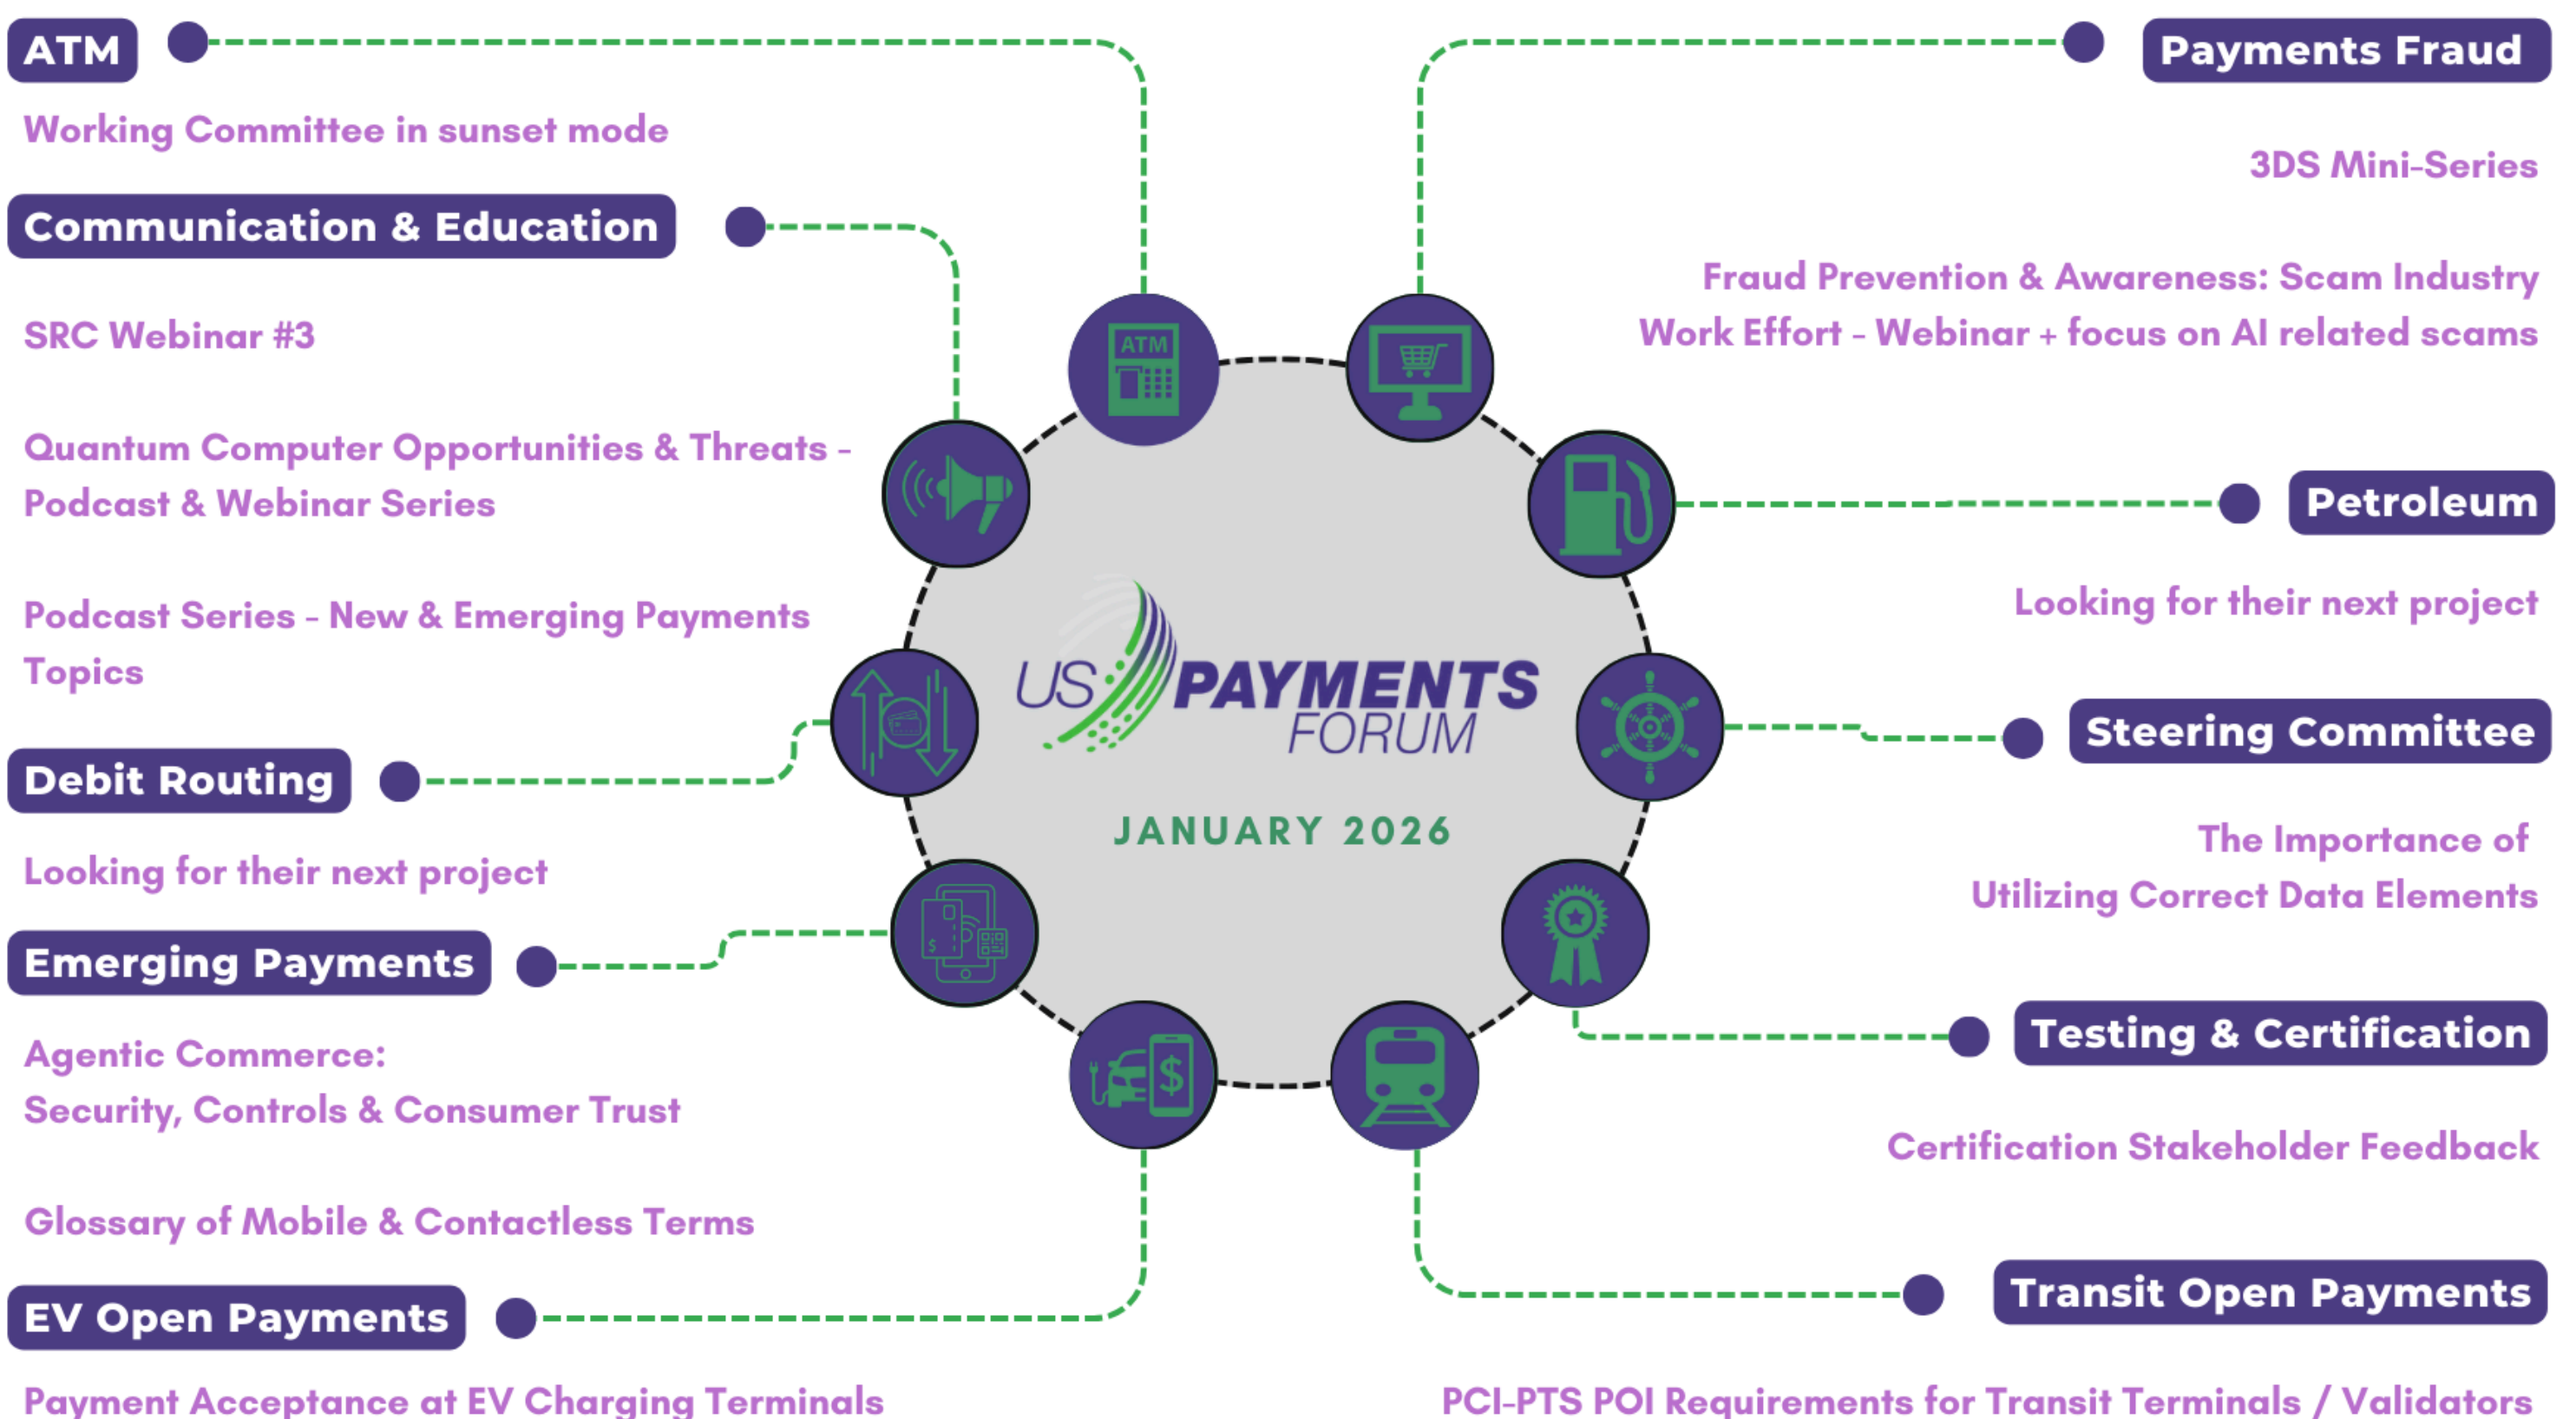 ATM
Working Committee in sunset mode
Communication & Education
SRC Webinar #3
Quantum Computer Opportunities & Threats -
Podcast & Webinar Series
Podcast Series - New & Emerging Payments
Topics
Debit Routing
Looking for their next project
Emerging Payments
Agentic Commerce:
Security, Controls & Consumer Trust
Glossary of Mobile & Contactless Terms
EV Open Payments
Payment Acceptance at EV Charging Terminals
ATM
$
$
US PAYMENTS
FORUM
JANUARY 2026
Payments Fraud
3DS Mini-Series
Fraud Prevention & Awareness: Scam Industry
Work Effort - Webinar + focus on AI related scams
Petroleum
Looking for their next project
Steering Committee
The Importance of
Utilizing Correct Data Elements
Testing & Certification
Certification Stakeholder Feedback
Transit Open Payments
PCI-PTS POI Requirements for Transit Terminals / Validators